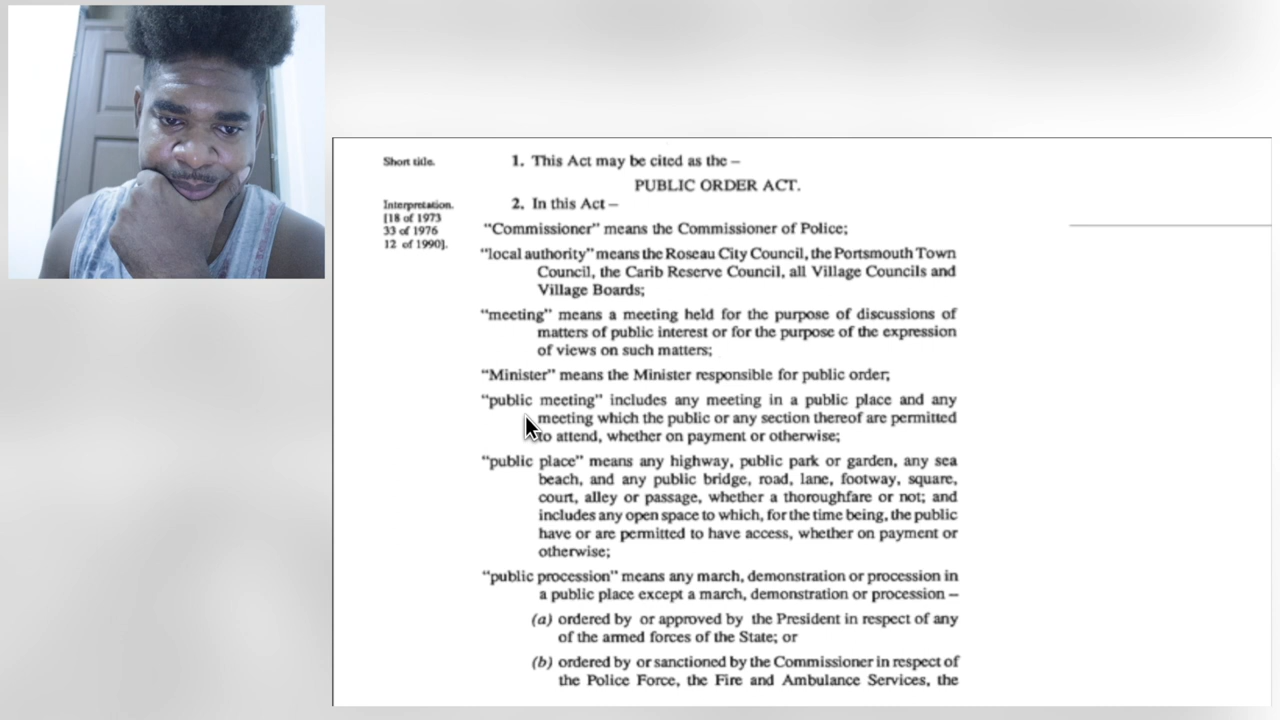 Short title.
1. This Act may be cited as the –
PUBLIC ORDER ACT.
Interpretation.
[18 of 1973
33 of 1976
12 of 1990].
2. In this Act –
“Commissioner” means the Commissioner of Police;
“local authority” means the Roseau City Council, the Portsmouth Town
Council, the Carib Reserve Council, all Village Councils and
Village Boards;
“meeting” means a meeting held for the purpose of discussions of
matters of public interest or for the purpose of the expression
of views on such matters;
“Minister” means the Minister responsible for public order;
“public meeting” includes any meeting in a public place and any
meeting which the public or any section thereof are permitted
to attend, whether on payment or otherwise;
“public place” means any highway, public park or garden, any sea
beach, and any public bridge, road, lane, footway, square,
court, alley or passage, whether a thoroughfare or not; and
includes any open space to which, for the time being, the public
have or are permitted to have access, whether on payment or
otherwise;
“public procession” means any march, demonstration or procession in
a public place except a march, demonstration or procession –
(a) ordered by or approved by the President in respect of any
of the armed forces of the State; or
(b) ordered by or sanctioned by the Commissioner in respect of
the Police Force, the Fire and Ambulance Services, the